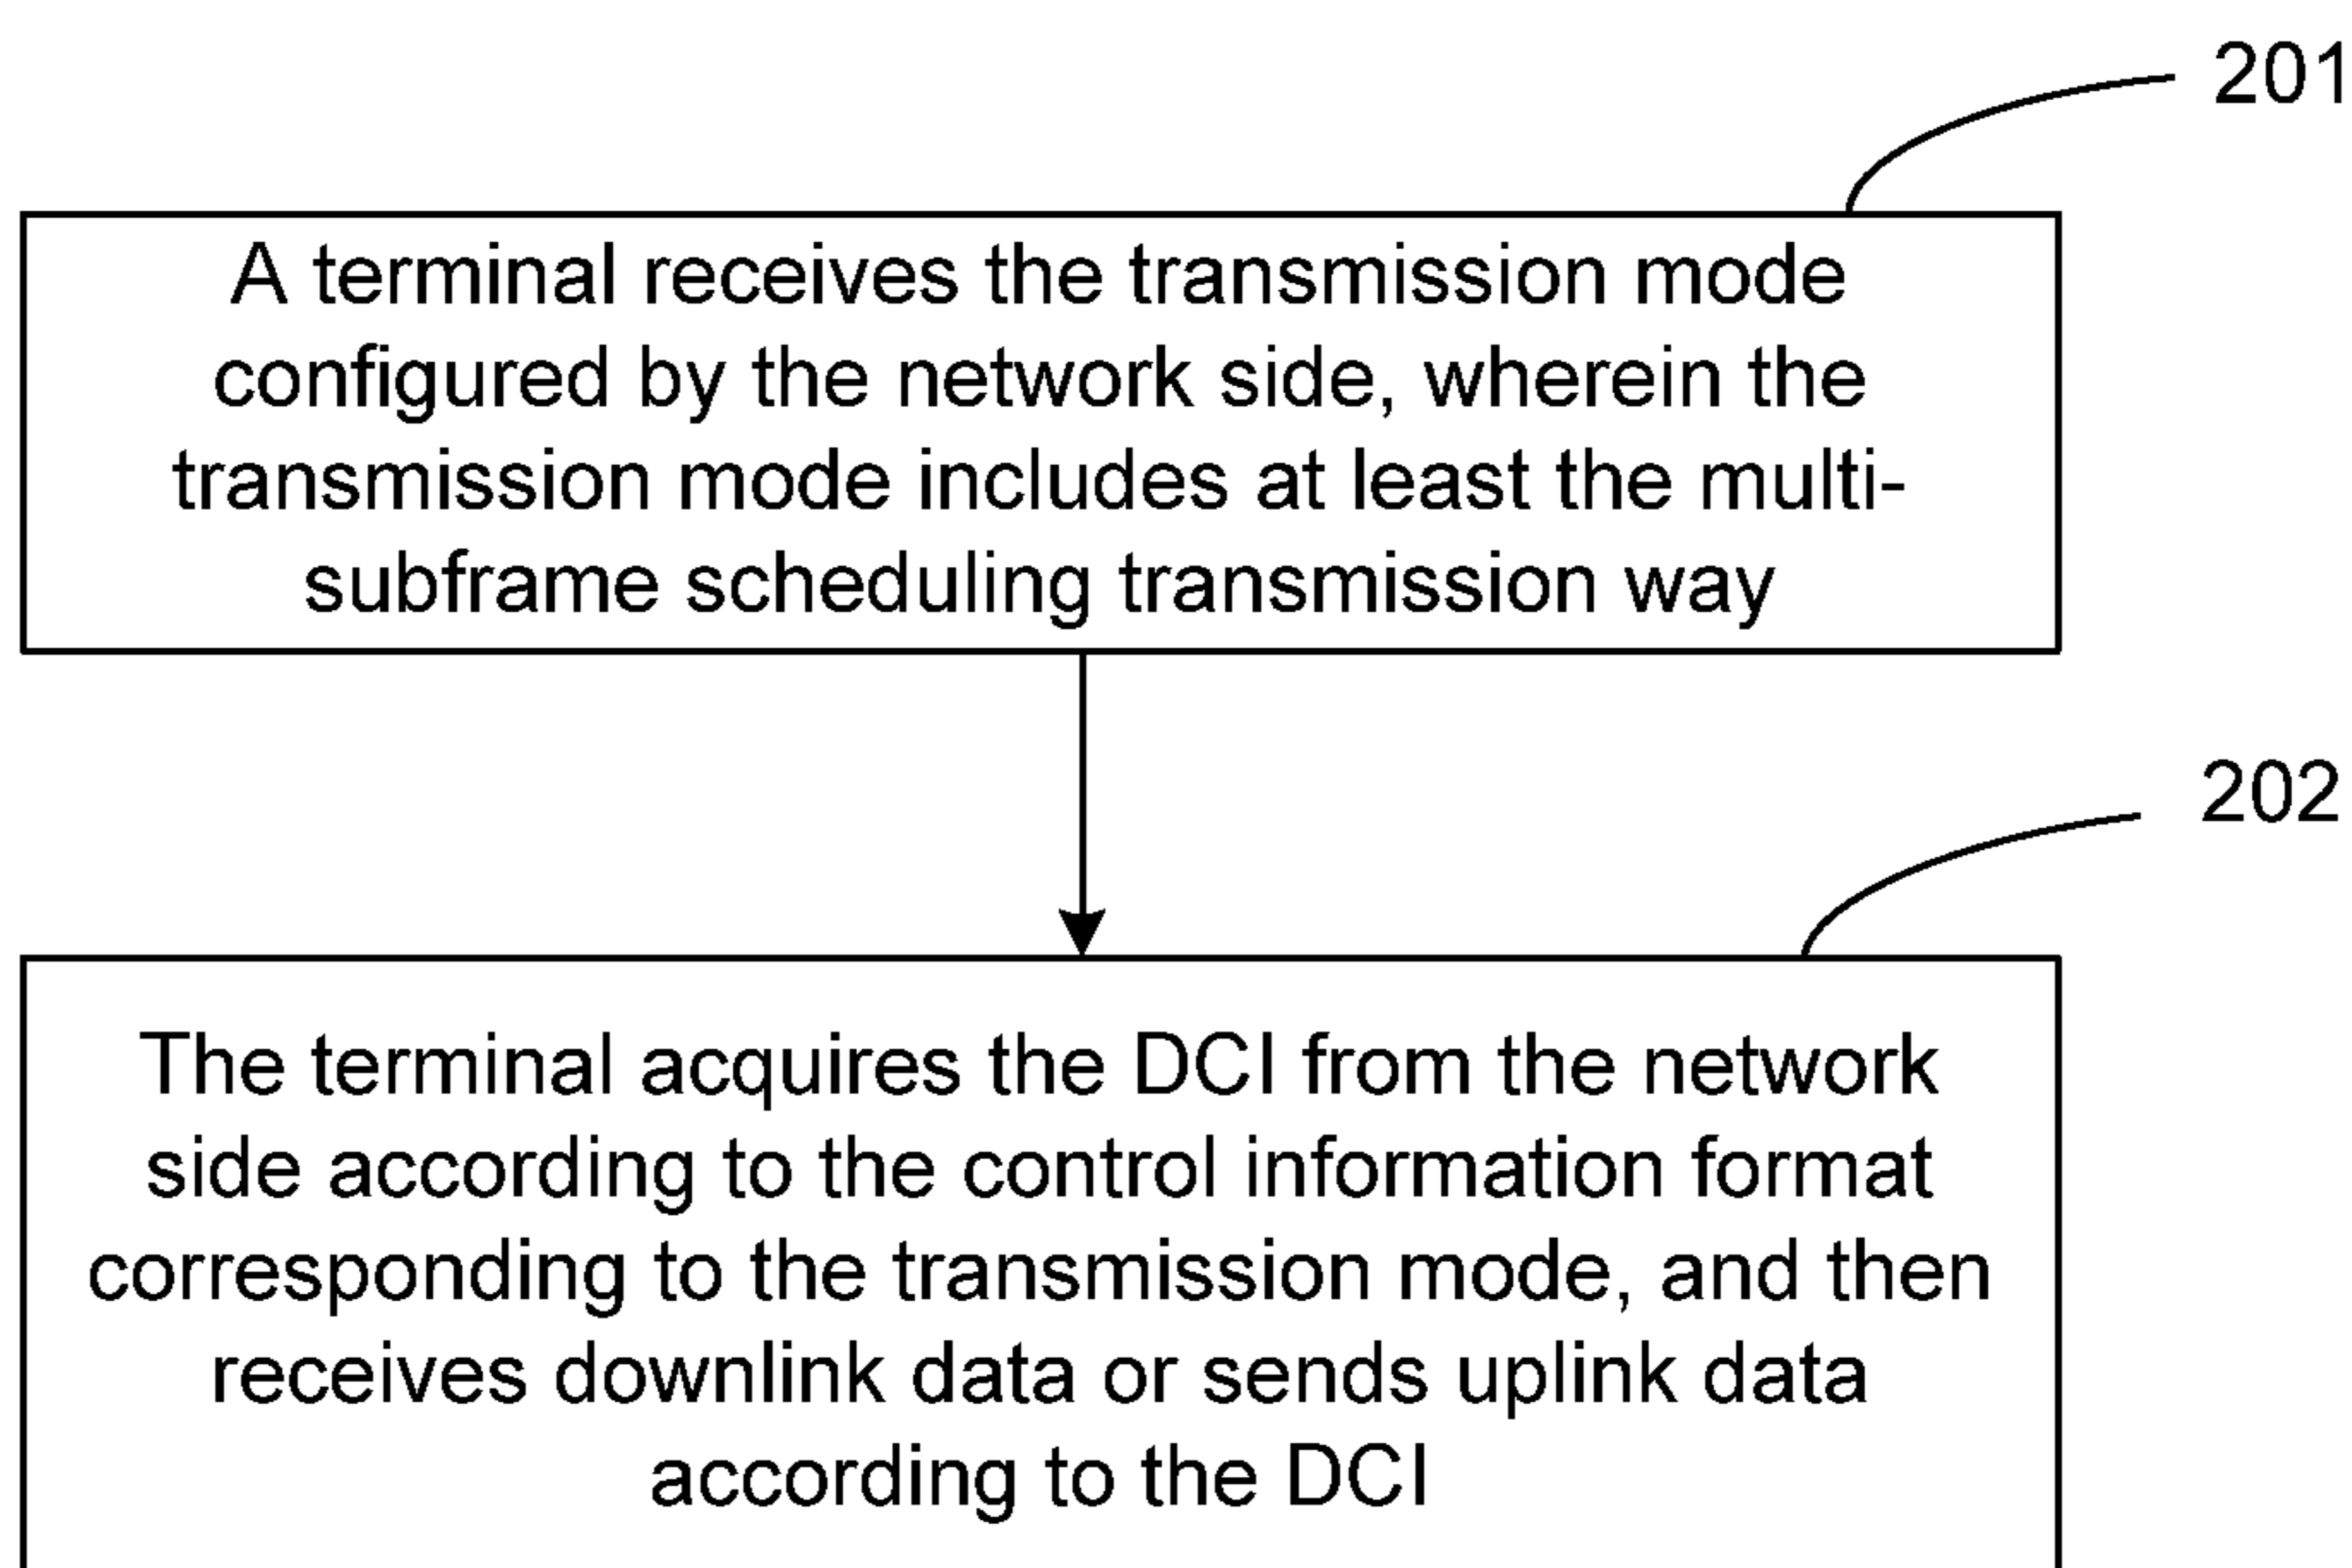 201
A terminal receives the transmission mode
configured by the network side, wherein the
transmission mode includes at least the multi-
subframe scheduling transmission way
202
The terminal acquires the DCI from the network
side according to the control information format
corresponding to the transmission mode, and then
receives downlink data or sends uplink data
according to the DCI